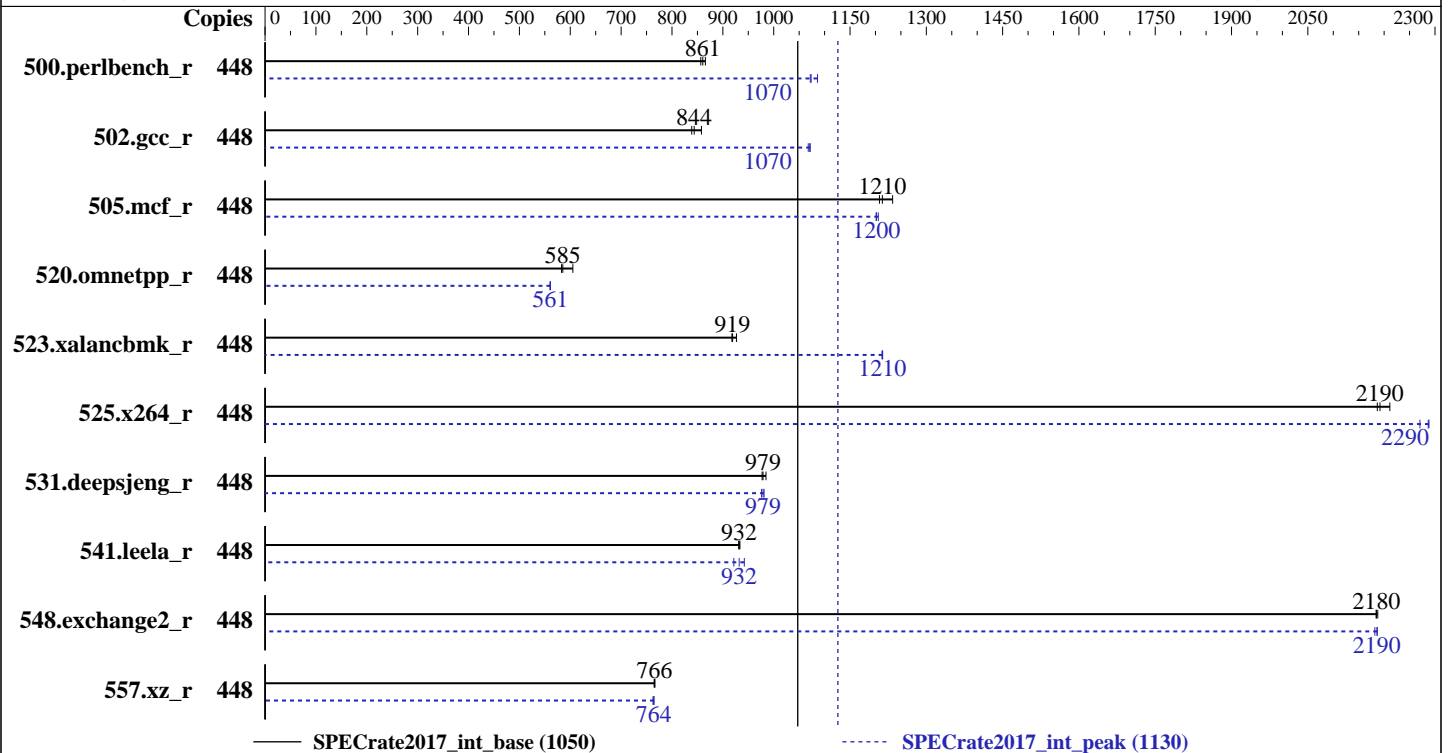 Copies 0 100 200 300 400 500 600 700 800 900 1000 1150 1300 1450 1600 1750 1900 2050 2300
861
500.perlbench_r 448
1070
844
502.gcc_r 448
1070
1210
505.mcf_r 448
1200
585
520.omnetpp_r 448
561
919
523.xalancbmk_r 448
1210
2190
525.x264_r 448
2290
979
531.deepsjeng_r 448
979
932
541.leela_r 448
932
2180
548.exchange2_r 448
2190
766
557.xz_r 448
764
SPECrate2017_int_base (1050) SPECrate2017_int_peak (1130)